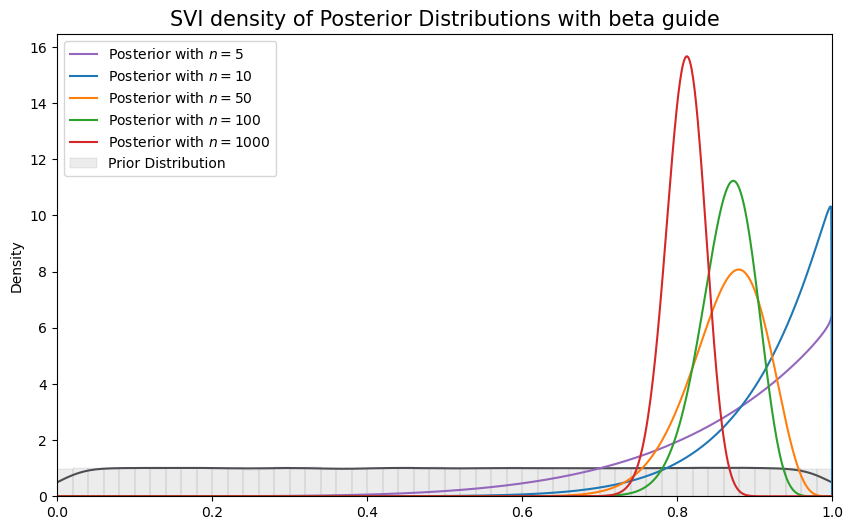 SVI density of Posterior Distributions with beta guide
Posterior with n = 5
Posterior with n = 10
Posterior with n = 50
Posterior with n = 100
Posterior with n = 1000
Prior Distribution
Density
16
14
12
10
8
6
4
2
0
0.0 0.2 0.4 0.6 0.8 1.0